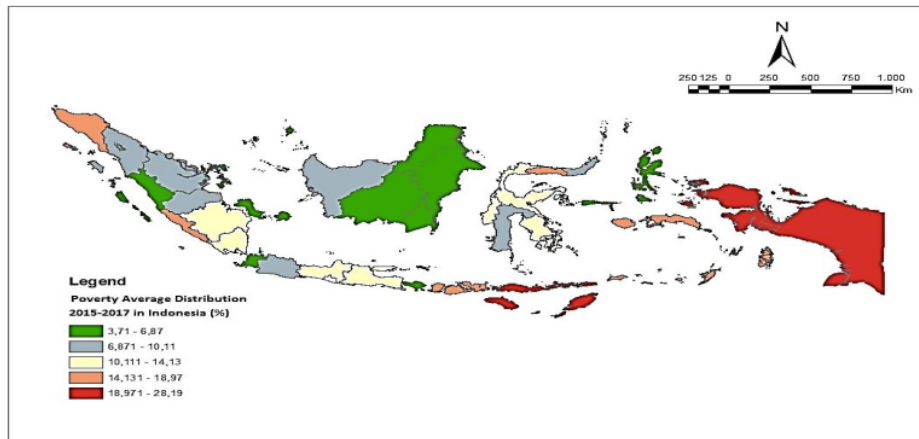 N
250 125 0 250 500 750 1.000
Km
Legend
Poverty Average Distribution
2015-2017 in Indonesia (%)
3,71 - 6,87
6,871 - 10,11
10,111 - 14,13
14,131 - 18,97
18,971 - 28,19